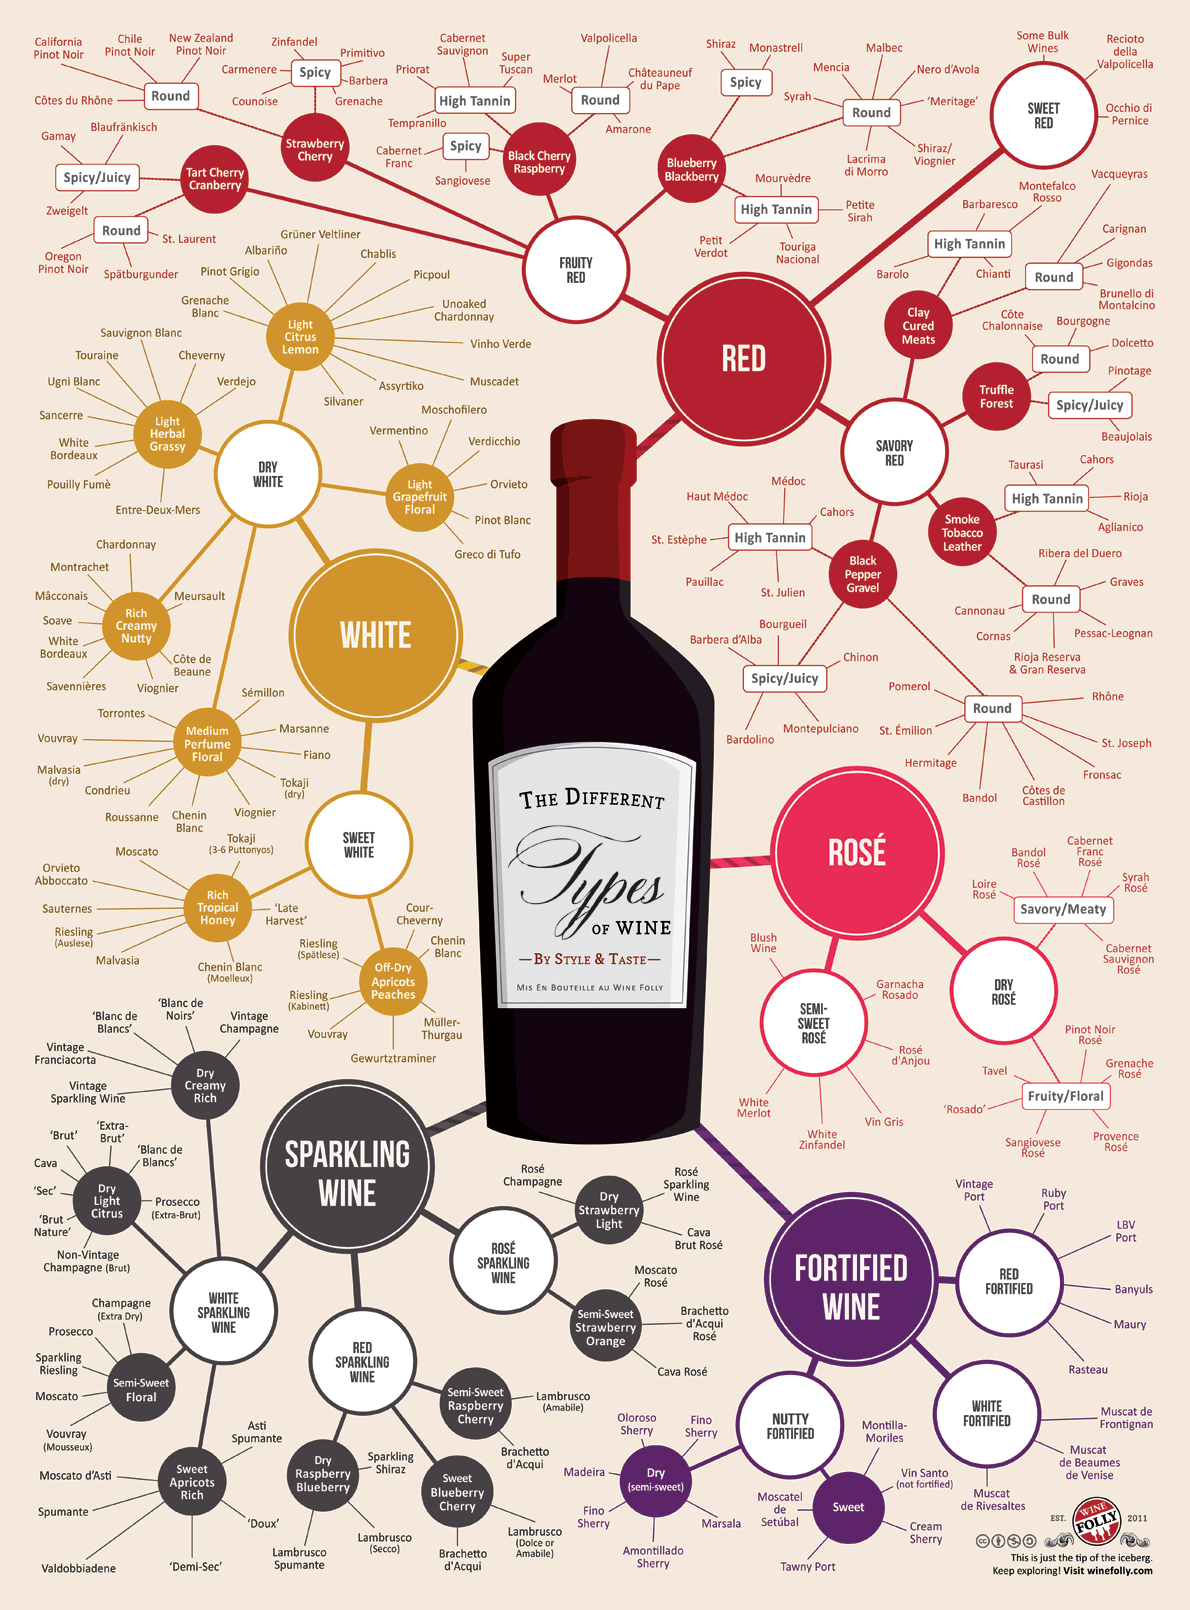 California
Pinot Noir
Chile
Pinot Noir
New Zealand
Pinot Noir
Côtes du Rhône
Round
Zinfandel
Primitivo
Carmenere
Spicy
Barbera
Counoise
Grenache
Strawberry
Cherry
Gamay
Blaufränkisch
Spicy/Juicy
Zweigelt
Tart Cherry
Cranberry
Round
St. Laurent
Oregon
Pinot Noir
Spätburgunder
Cabernet
Sauvignon
Super
Tuscan
Priorat
High Tannin
Tempranillo
Cabernet
Franc
Spicy
Sangiovese
Valpolicella
Merlot
Châteauneuf
du Pape
Round
Amarone
Black Cherry
Raspberry
Shiraz
Monastrell
Spicy
Malbec
Mencia
Nero d'Avola
Syrah
Round
'Meritage'
Shiraz/
Viognier
Lacrima
di Morro
Blueberry
Blackberry
Mourvèdre
High Tannin
Petite
Sirah
Petit
Verdot
Touriga
Nacional
FRUITY
RED
Some Bulk
Wines
Recioto
della
Valpolicella
SWEET
RED
Occhio di
Pernice
RED
Vacqueyras
Montefalco
Rosso
Barbaresco
High Tannin
Barolo
Chianti
Carignan
Gigondas
Round
Brunello di
Montalcino
Clay
Cured
Meats
Côte
Chalonnaise
Bourgogne
Dolcetto
Round
Pinotage
Spicy/Juicy
Beaujolais
Truffle
Forest
SAVORY
RED
Taurasi
Cahors
High Tannin
Rioja
Aglianico
Smoke
Tobacco
Leather
Ribera del Duero
Graves
Round
Cannonau
Cornas
Pessac-Leognan
Rioja Reserva
& Gran Reserva
Haut Médoc
Médoc
Cahors
St. Estèphe
High Tannin
Pauillac
St. Julien
Black
Pepper
Gravel
Bourgueil
Barbera d'Alba
Chinon
Spicy/Juicy
Montepulciano
Bardolino
Pomerol
Rhône
Round
St. Émilion
St. Joseph
Hermitage
Fronsac
Bandol
Côtes de
Castillon
Grüner Veltliner
Albariño
Chablis
Pinot Grigio
Picpoul
Grenache
Blanc
Unoaked
Chardonnay
Light
Citrus
Lemon
Vinho Verde
Muscadet
Assyrtiko
Silvaner
Sauvignon Blanc
Touraine
Cheverny
Ugni Blanc
Verdejo
Sancerre
Light
Herbal
Grassy
White
Bordeaux
Pouilly Fumè
Entre-Deux-Mers
DRY
WHITE
Moschofilero
Vermentino
Verdicchio
Light
Grapefruit
Floral
Orvieto
Pinot Blanc
Greco di Tufo
WHITE
Chardonnay
Montrachet
Mâcconais
Meursault
Soave
Rich
Creamy
Nutty
White
Bordeaux
Côte de
Beaune
Savennières
Viognier
Sémillon
Torrontes
Marsanne
Vouvray
Medium
Perfume
Floral
Fiano
Malvasia
(dry)
Tokaji
(dry)
Condrieu
Viognier
Roussanne
Chenin
Blanc
SWEET
WHITE
Tokaji
(3-6 Puttonyos)
Moscato
Orvieto
Abboccato
Rich
Tropical
Honey
Sauternes
'Late
Harvest'
Riesling
(Auslese)
Malvasia
Chenin Blanc
(Moelleux)
Cour-
Cheverny
Riesling
(Spätlese)
Chenin
Blanc
Off-Dry
Apricots
Peaches
Riesling
(Kabinett)
Vouvray
Müller-
Thurgau
Gewurtztraminer
THE DIFFERENT
Types
OF WINE
—BY STYLE & TASTE—
MIS EN BOUTEILLE AU WINE FOLLY
ROSÉ
Bandol
Rosé
Cabernet
Franc
Rosé
Loire
Rosé
Syrah
Rosé
Savory/Meaty
Cabernet
Sauvignon
Rosé
DRY
ROSÉ
Blush
Wine
SEMI-
SWEET
ROSÉ
Garnacha
Rosado
Rosé
d'Anjou
White
Merlot
White
Zinfandel
Vin Gris
Pinot Noir
Rosé
Tavel
Grenache
Rosé
Fruity/Floral
'Rosado'
Sangiovese
Rosé
Provence
Rosé
SPARKLING
WINE
'Blanc de
Noirs'
'Blanc de
Blancs'
Vintage
Champagne
Vintage
Franciacorta
Vintage
Sparkling Wine
Dry
Creamy
Rich
'Extra-
Brut'
'Brut'
'Blanc de
Blancs'
Cava
'Sec'
Dry
Light
Citrus
Prosecco
(Extra-Brut)
'Brut
Nature'
Non-Vintage
Champagne (Brut)
WHITE
SPARKLING
WINE
Champagne
(Extra Dry)
Prosecco
Sparkling
Riesling
Semi-Sweet
Floral
Moscato
Vouvray
(Mousseux)
Asti
Spumante
Moscato d'Asti
Sweet
Apricots
Rich
Spumante
'Doux'
Valdobbiadene
'Demi-Sec'
RED
SPARKLING
WINE
Semi-Sweet
Raspberry
Cherry
Lambrusco
(Amabile)
Brachetto
d'Acqui
Dry
Raspberry
Blueberry
Sparkling
Shiraz
Lambrusco
(Secco)
Lambrusco
Spumante
Sweet
Blueberry
Cherry
Lambrusco
(Dolce or
Amabile)
Brachetto
d'Acqui
ROSÉ
SPARKLING
WINE
Rosé
Champagne
Rosé
Sparkling
Wine
Dry
Strawberry
Light
Cava
Brut Rosé
Moscato
Rosé
Semi-Sweet
Strawberry
Orange
Brachetto
d'Acqui
Rosé
Cava Rosé
FORTIFIED
WINE
Vintage
Port
Ruby
Port
LBV
Port
RED
FORTIFIED
Banyuls
Maury
Rasteau
WHITE
FORTIFIED
Muscat de
Frontignan
Muscat
de Beaumes
de Venise
Muscat
de Rivesaltes
NUTTY
FORTIFIED
Oloroso
Sherry
Fino
Sherry
Madeira
Dry
(semi-sweet)
Fino
Sherry
Marsala
Amontillado
Sherry
Montilla-
Moriles
Vin Santo
(not fortified)
Moscatel
de
Setúbal
Sweet
Cream
Sherry
Tawny Port
EST.
WINE
FOLLY
2011
This is just the tip of the iceberg.
Keep exploring! Visit winefolly.com